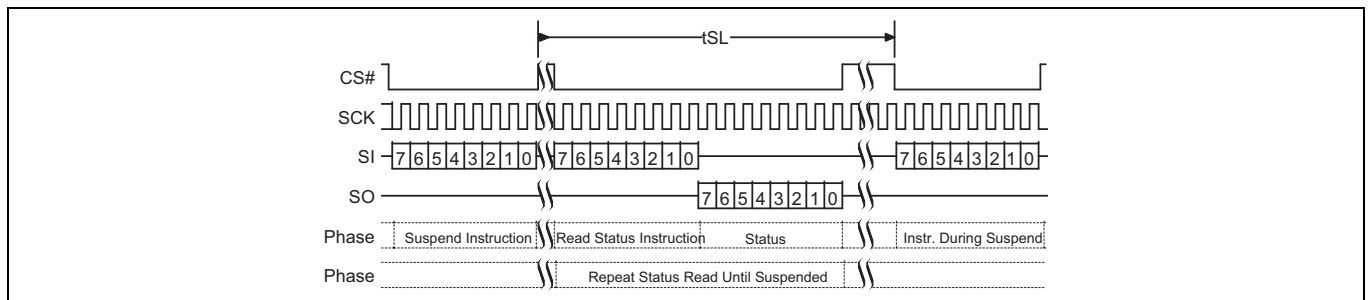 tSL
CS#
SCK
SI 7 6 5 4 3 2 1 0 7 6 5 4 3 2 1 0 7 6 5 4 3 2 1 0
SO 7 6 5 4 3 2 1 0
Phase Suspend Instruction Read Status Instruction Status Instr. During Suspend
Phase Repeat Status Read Until Suspended